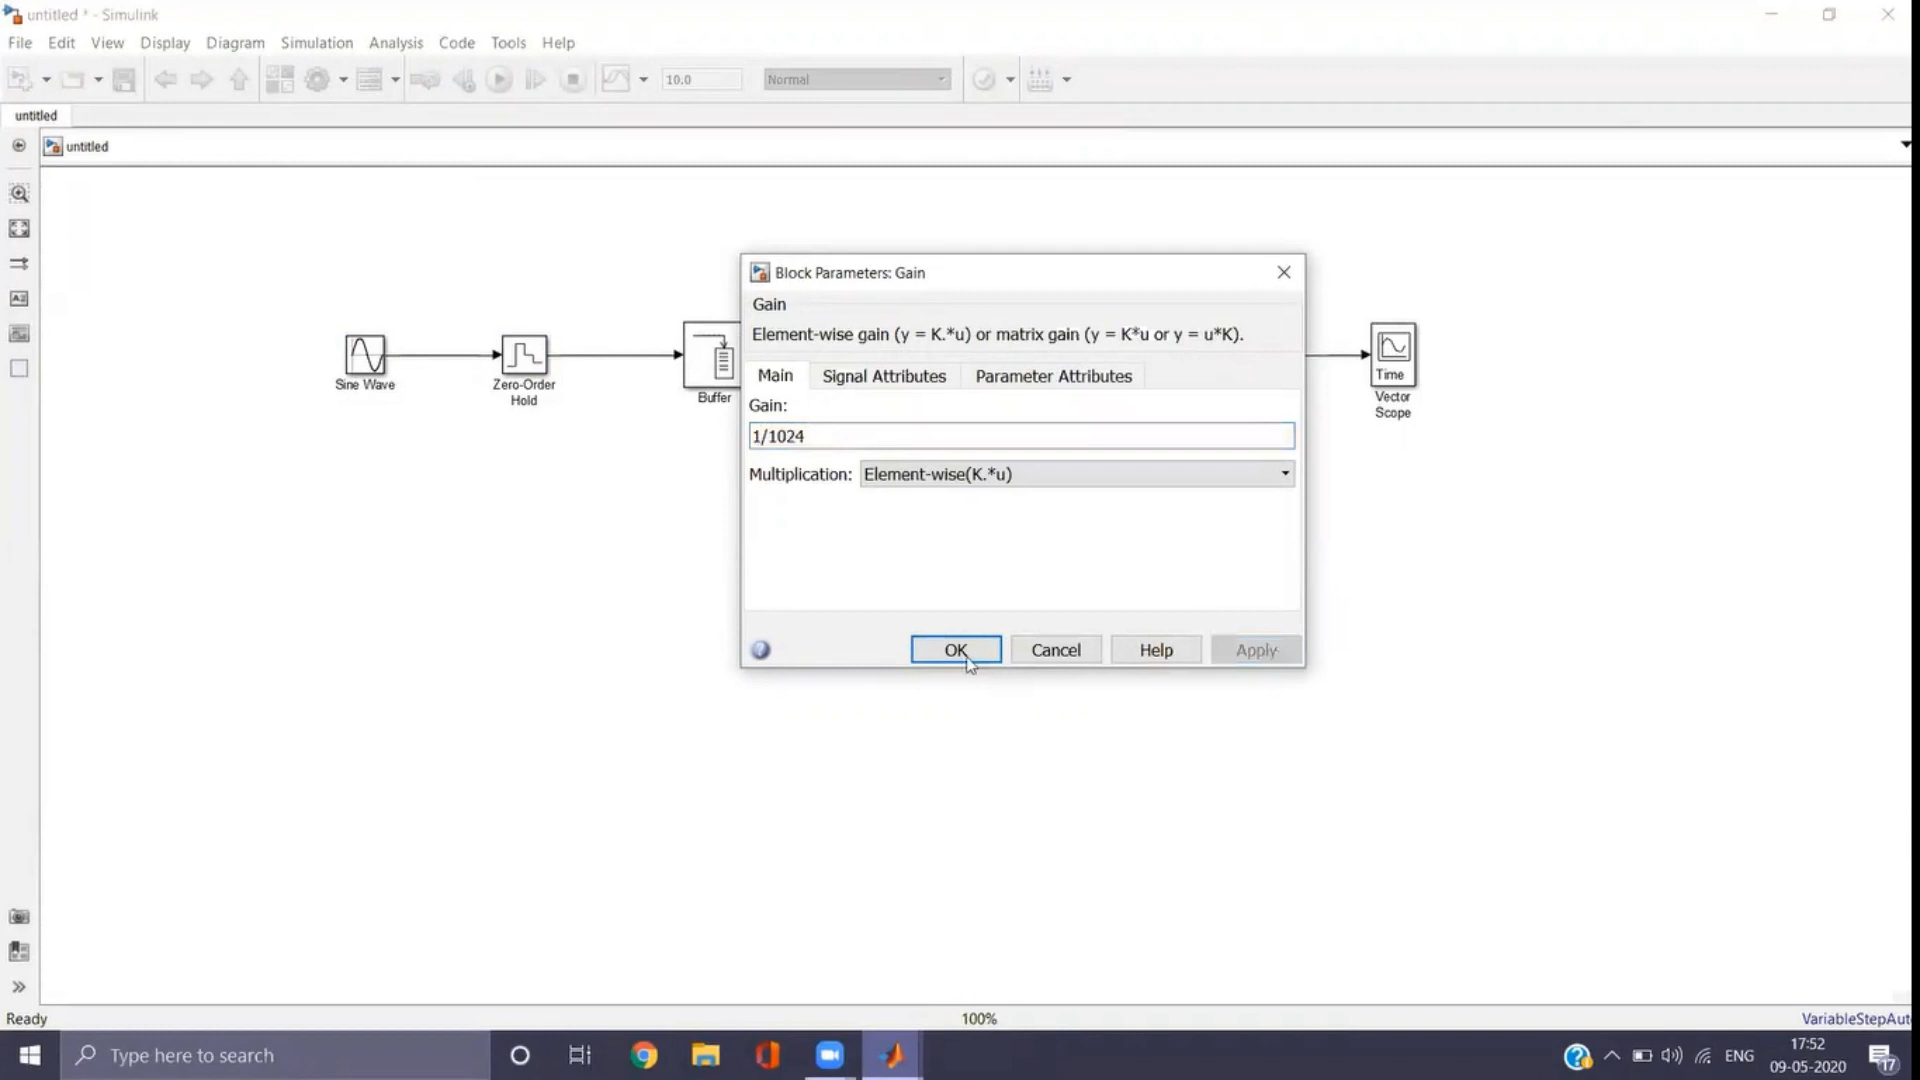 untitled * - Simulink
File Edit View Display Diagram Simulation Analysis Code Tools Help
10.0 Normal
untitled
untitled
Block Parameters: Gain
Gain
Element-wise gain (y = K.*u) or matrix gain (y = K*u or y = u*K).
Main Signal Attributes Parameter Attributes
Gain:
1/1024
Multiplication: Element-wise(K.*u)
OK Cancel Help Apply
Sine Wave
Zero-Order
Hold
Buffer
Time
Vector
Scope
Ready 100% VariableStepAut
Type here to search
ENG
17:52
09-05-2020
17